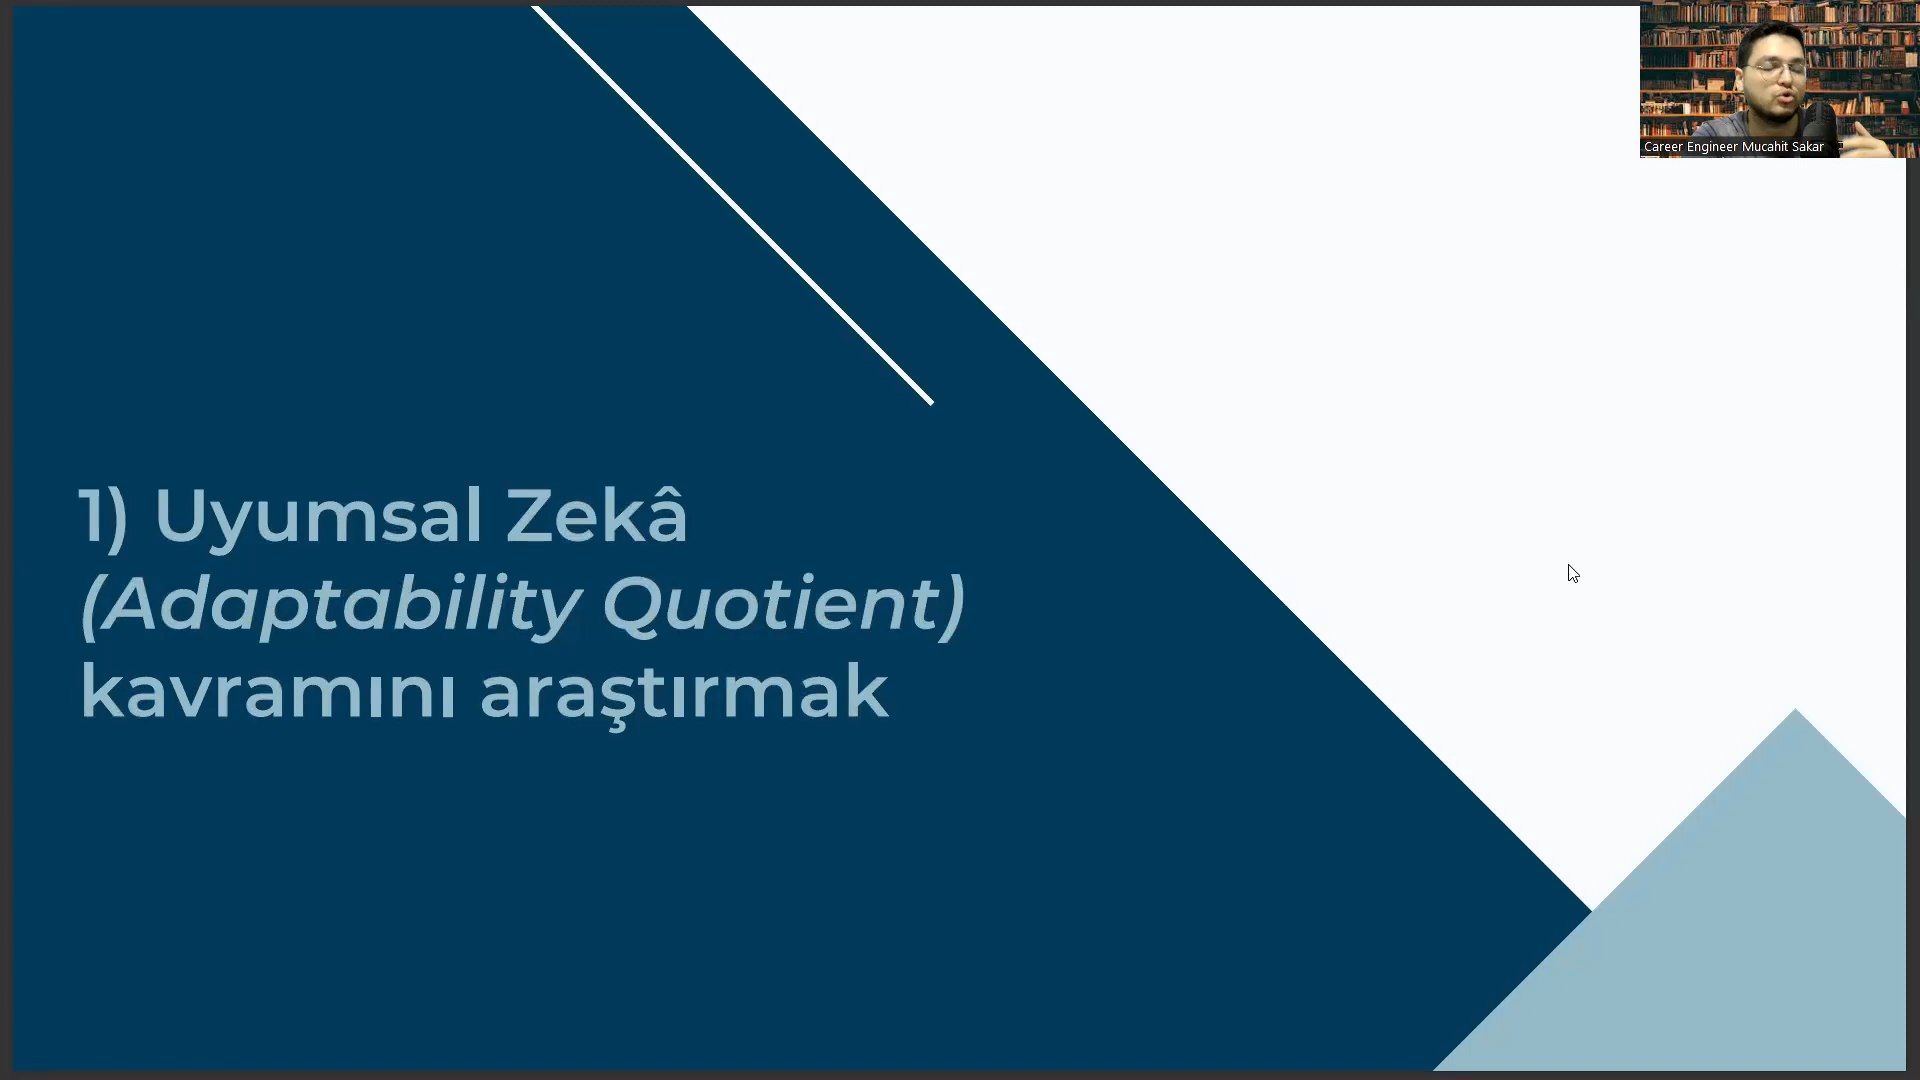 Career Engineer Mucahit Sakar
1) Uyumsal Zekâ
(Adaptability Quotient)
kavramını araştırmak